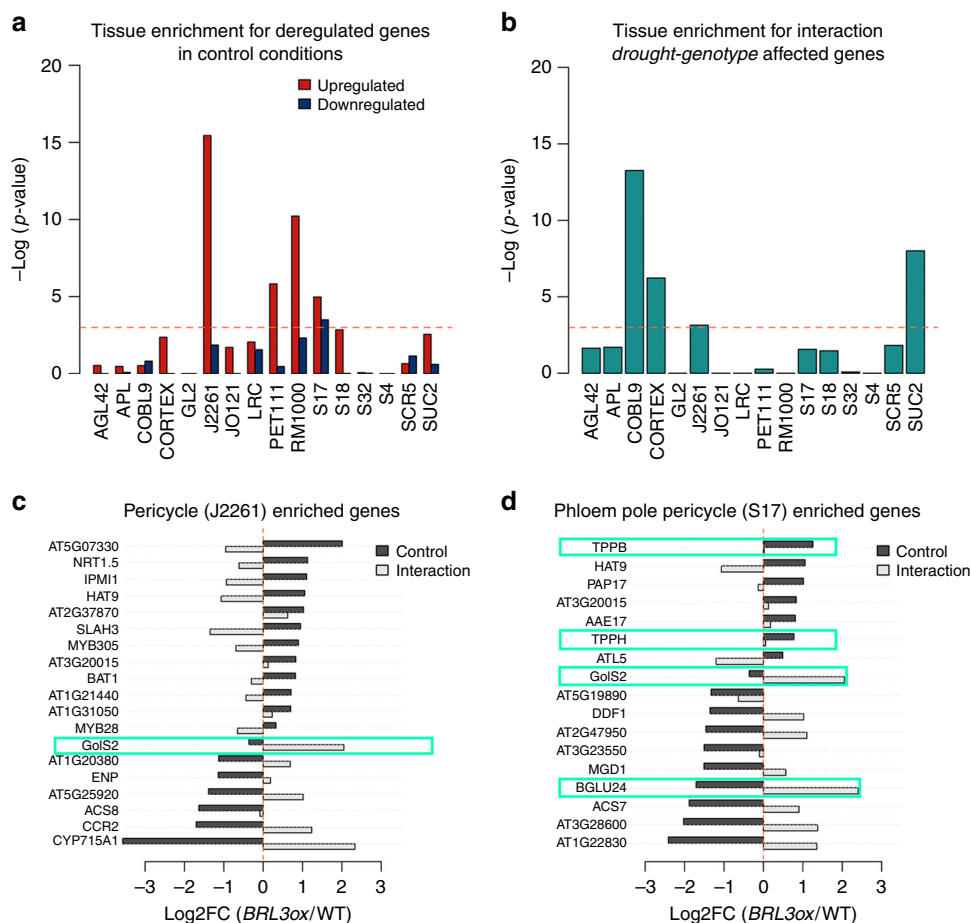 a
Tissue enrichment for deregulated genes
in control conditions
20
15
10
5
0
−Log (p-value)
Upregulated
Downregulated
AGL42
APL
COBL9
CORTEX
GL2
J2261
JO121
LRC
PET111
RM1000
S17
S18
S32
S4
SCR5
SUC2
b
Tissue enrichment for interaction
drought-genotype affected genes
20
15
10
5
0
−Log (p-value)
AGL42
APL
COBL9
CORTEX
GL2
J2261
JO121
LRC
PET111
RM1000
S17
S18
S32
S4
SCR5
SUC2
c
Pericycle (J2261) enriched genes
Control
Interaction
AT5G07330
NRT1.5
IPMI1
HAT9
AT2G37870
SLAH3
MYB305
AT3G20015
BAT1
AT1G21440
AT1G31050
MYB28
GolS2
AT1G20380
ENP
AT5G25920
ACS8
CCR2
CYP715A1
−3 −2 −1 0 1 2 3
Log2FC (BRL3ox/WT)
d
Phloem pole pericycle (S17) enriched genes
Control
Interaction
TPPB
HAT9
PAP17
AT3G20015
AAE17
TPPH
ATL5
GolS2
AT5G19890
DDF1
AT2G47950
AT3G23550
MGD1
BGLU24
ACS7
AT3G28600
AT1G22830
−3 −2 −1 0 1 2 3
Log2FC (BRL3ox/WT)